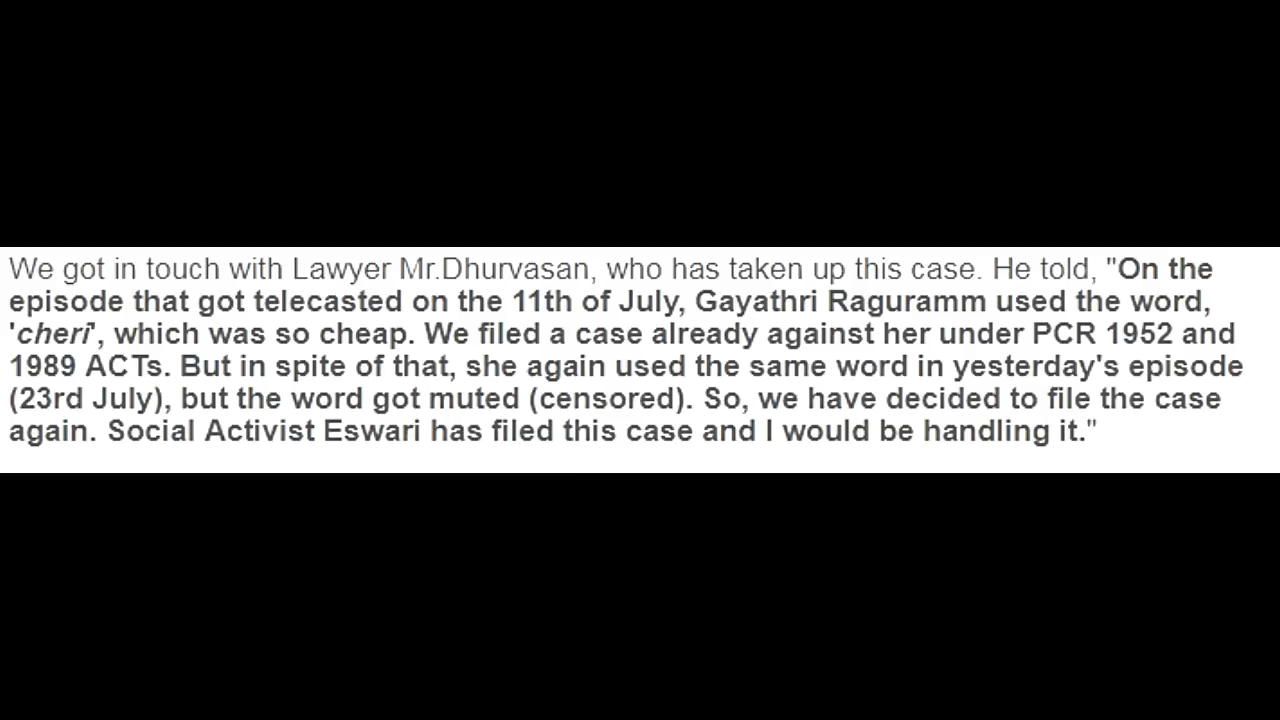 We got in touch with Lawyer Mr.Dhurvasan, who has taken up this case. He told, "On the
episode that got telecasted on the 11th of July, Gayathri Raguramm used the word,
'cheri', which was so cheap. We filed a case already against her under PCR 1952 and
1989 ACTs. But in spite of that, she again used the same word in yesterday's episode
(23rd July), but the word got muted (censored). So, we have decided to file the case
again. Social Activist Eswari has filed this case and I would be handling it."